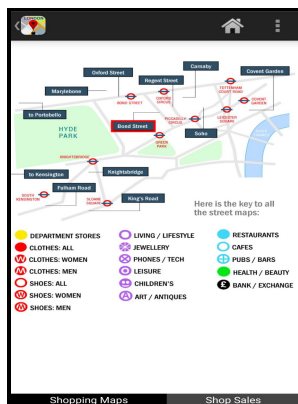 LONDON
Oxford Street
Carnaby
Regent Street
Covent Garden
Marylebone
BOND STREET
OXFORD CIRCUS
TOTTENHAM COURT ROAD
COVENT GARDEN
to Portobello
HYDE PARK
Bond Street
PICCADILLY CIRCUS
LEICESTER SQUARE
Soho
GREEN PARK
KNIGHTSBRIDGE
to Kensington
Knightsbridge
Fulham Road
SOUTH KENSINGTON
SLOANE SQUARE
King's Road
Here is the key to all
the street maps:
DEPARTMENT STORES
CLOTHES: ALL
W CLOTHES: WOMEN
M CLOTHES: MEN
SHOES: ALL
W SHOES: WOMEN
M SHOES: MEN
LIVING / LIFESTYLE
JEWELLERY
PHONES / TECH
LEISURE
CHILDREN'S
A ART / ANTIQUES
RESTAURANTS
CAFES
PUBS / BARS
HEALTH / BEAUTY
£ BANK / EXCHANGE
Shopping Maps
Shop Sales